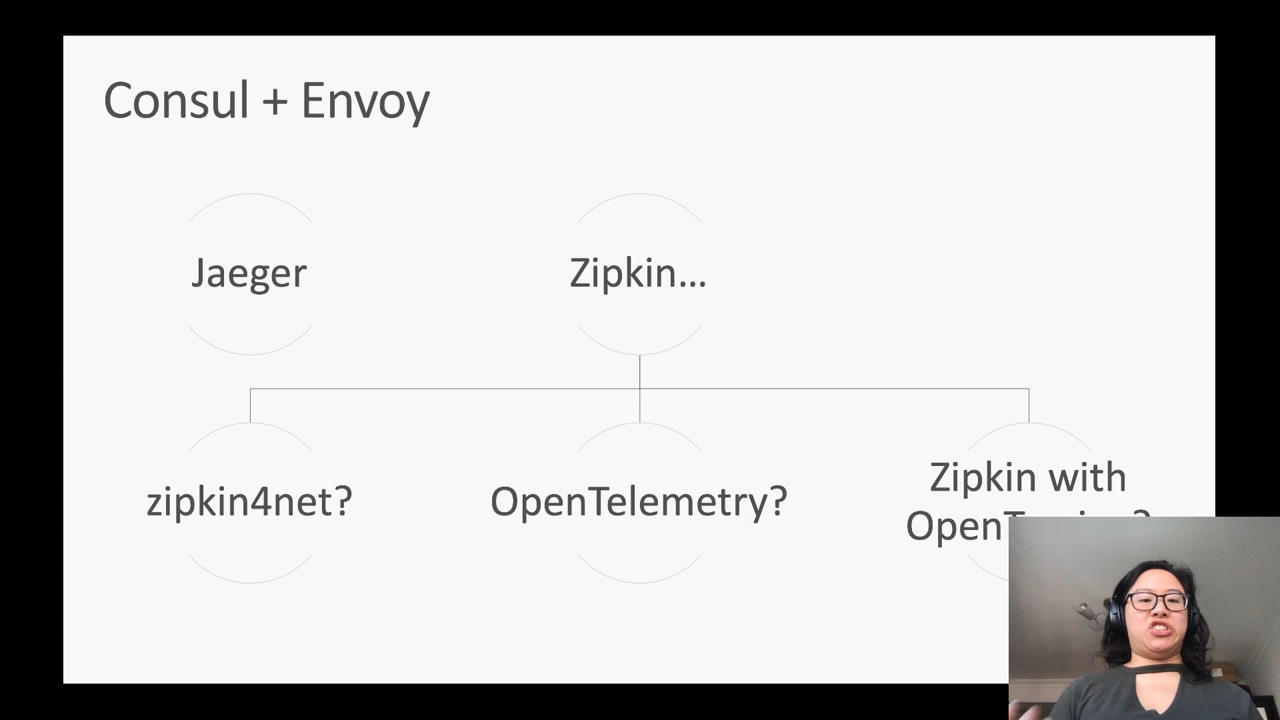 Consul + Envoy
Jaeger
Zipkin...
zipkin4net?
OpenTelemetry?
Zipkin with